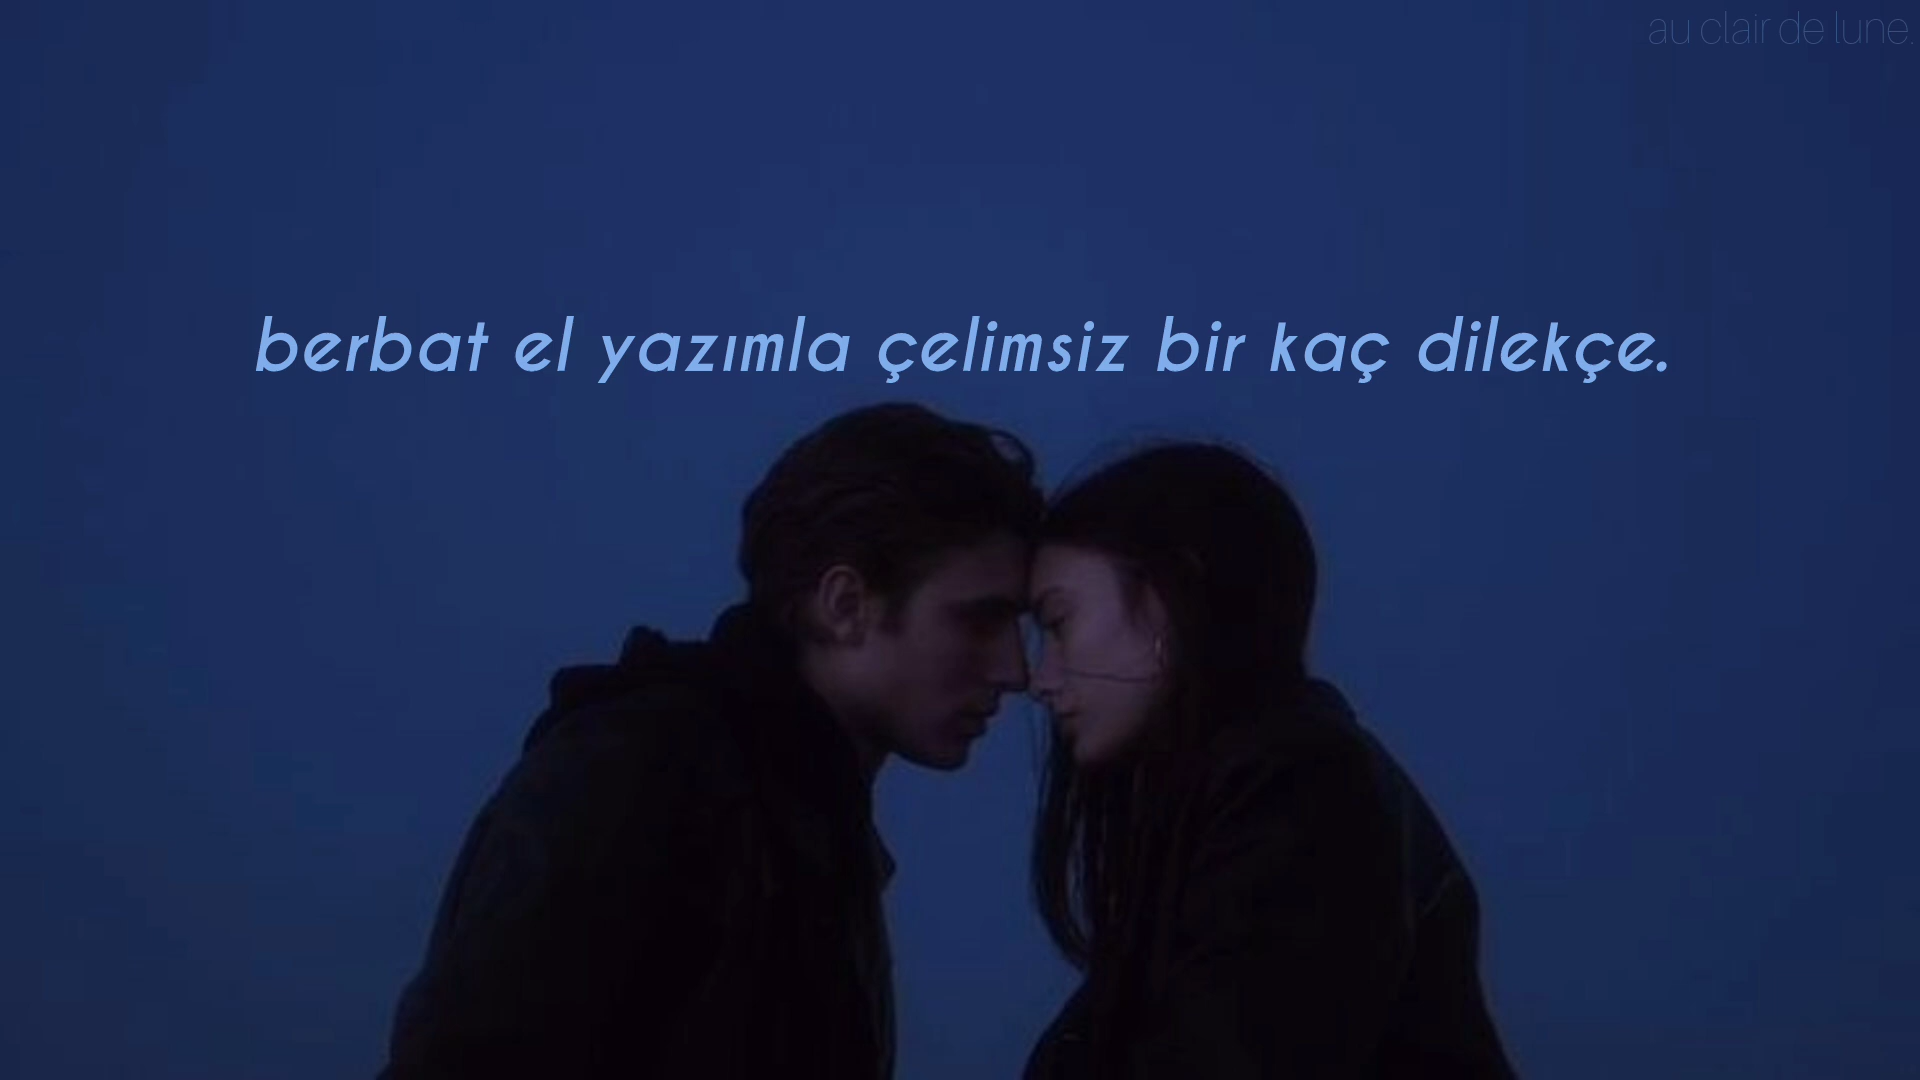 au clair de lune.
berbat el yazımla çelimsiz bir kaç dilekçe.